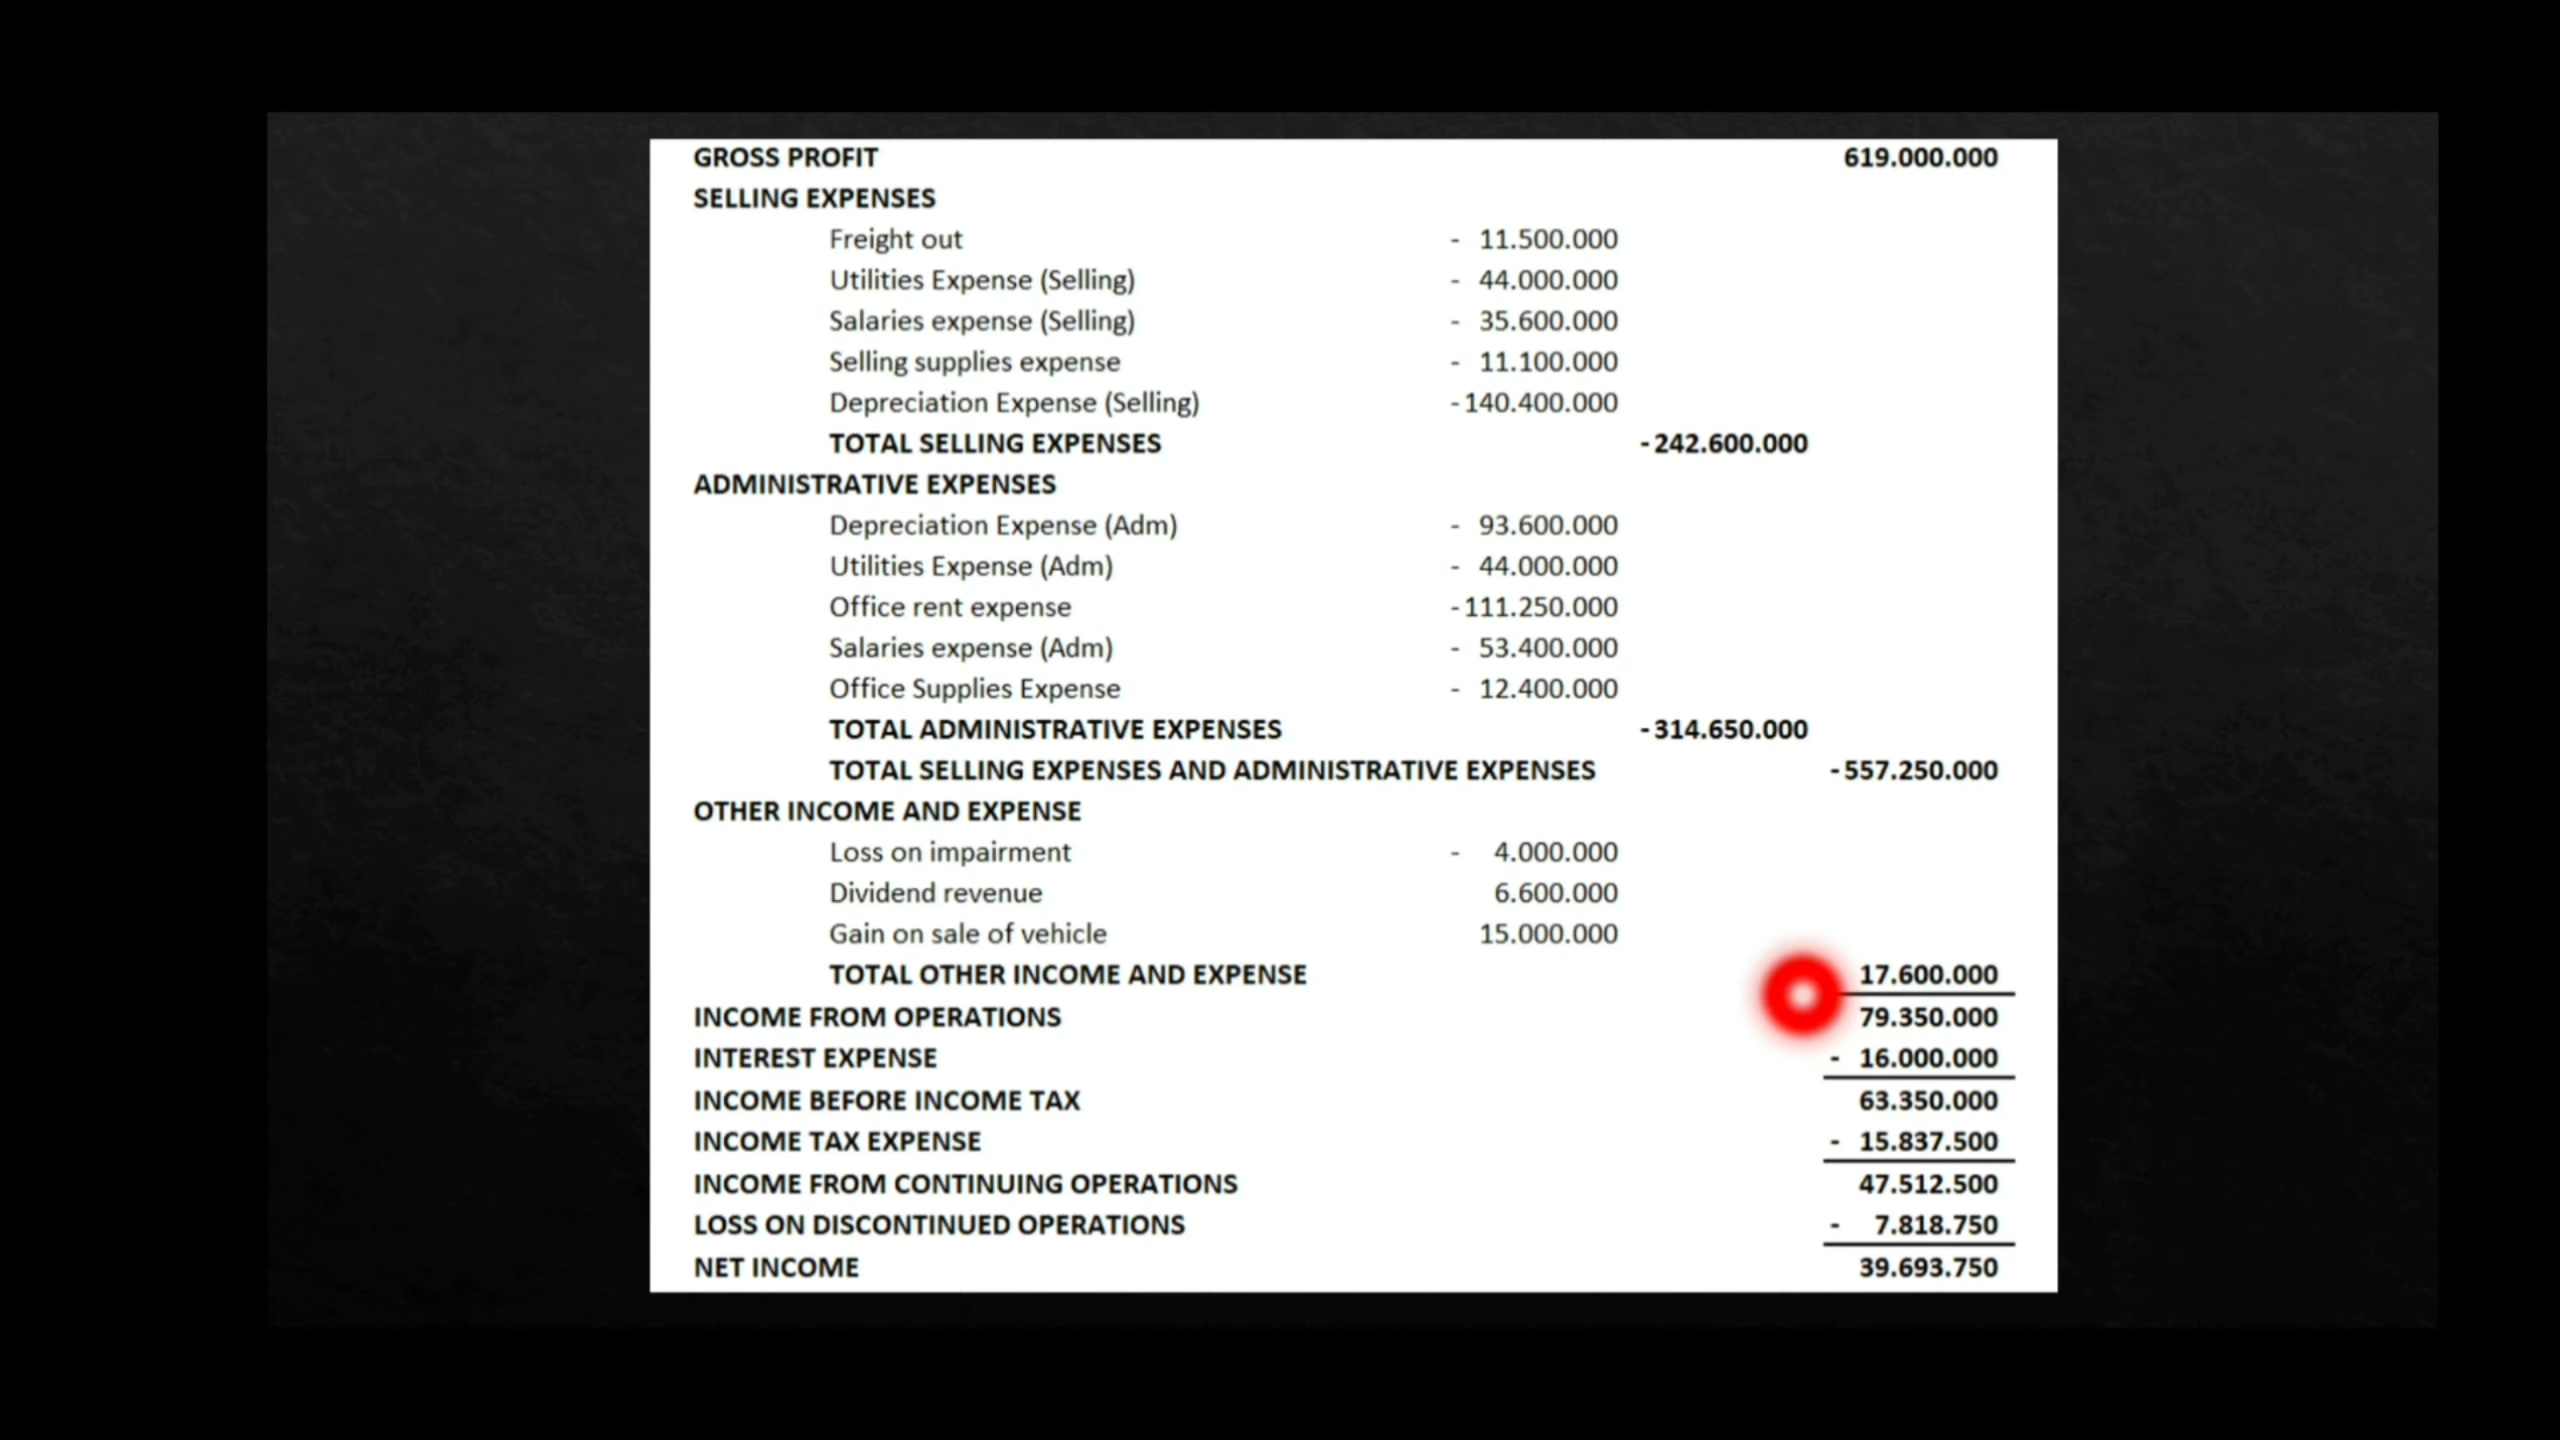 GROSS PROFIT 619.000.000
SELLING EXPENSES
Freight out - 11.500.000
Utilities Expense (Selling) - 44.000.000
Salaries expense (Selling) - 35.600.000
Selling supplies expense - 11.100.000
Depreciation Expense (Selling) -140.400.000
TOTAL SELLING EXPENSES -242.600.000
ADMINISTRATIVE EXPENSES
Depreciation Expense (Adm) - 93.600.000
Utilities Expense (Adm) - 44.000.000
Office rent expense -111.250.000
Salaries expense (Adm) - 53.400.000
Office Supplies Expense - 12.400.000
TOTAL ADMINISTRATIVE EXPENSES -314.650.000
TOTAL SELLING EXPENSES AND ADMINISTRATIVE EXPENSES -557.250.000
OTHER INCOME AND EXPENSE
Loss on impairment - 4.000.000
Dividend revenue 6.600.000
Gain on sale of vehicle 15.000.000
TOTAL OTHER INCOME AND EXPENSE 17.600.000
INCOME FROM OPERATIONS 79.350.000
INTEREST EXPENSE - 16.000.000
INCOME BEFORE INCOME TAX 63.350.000
INCOME TAX EXPENSE - 15.837.500
INCOME FROM CONTINUING OPERATIONS 47.512.500
LOSS ON DISCONTINUED OPERATIONS - 7.818.750
NET INCOME 39.693.750